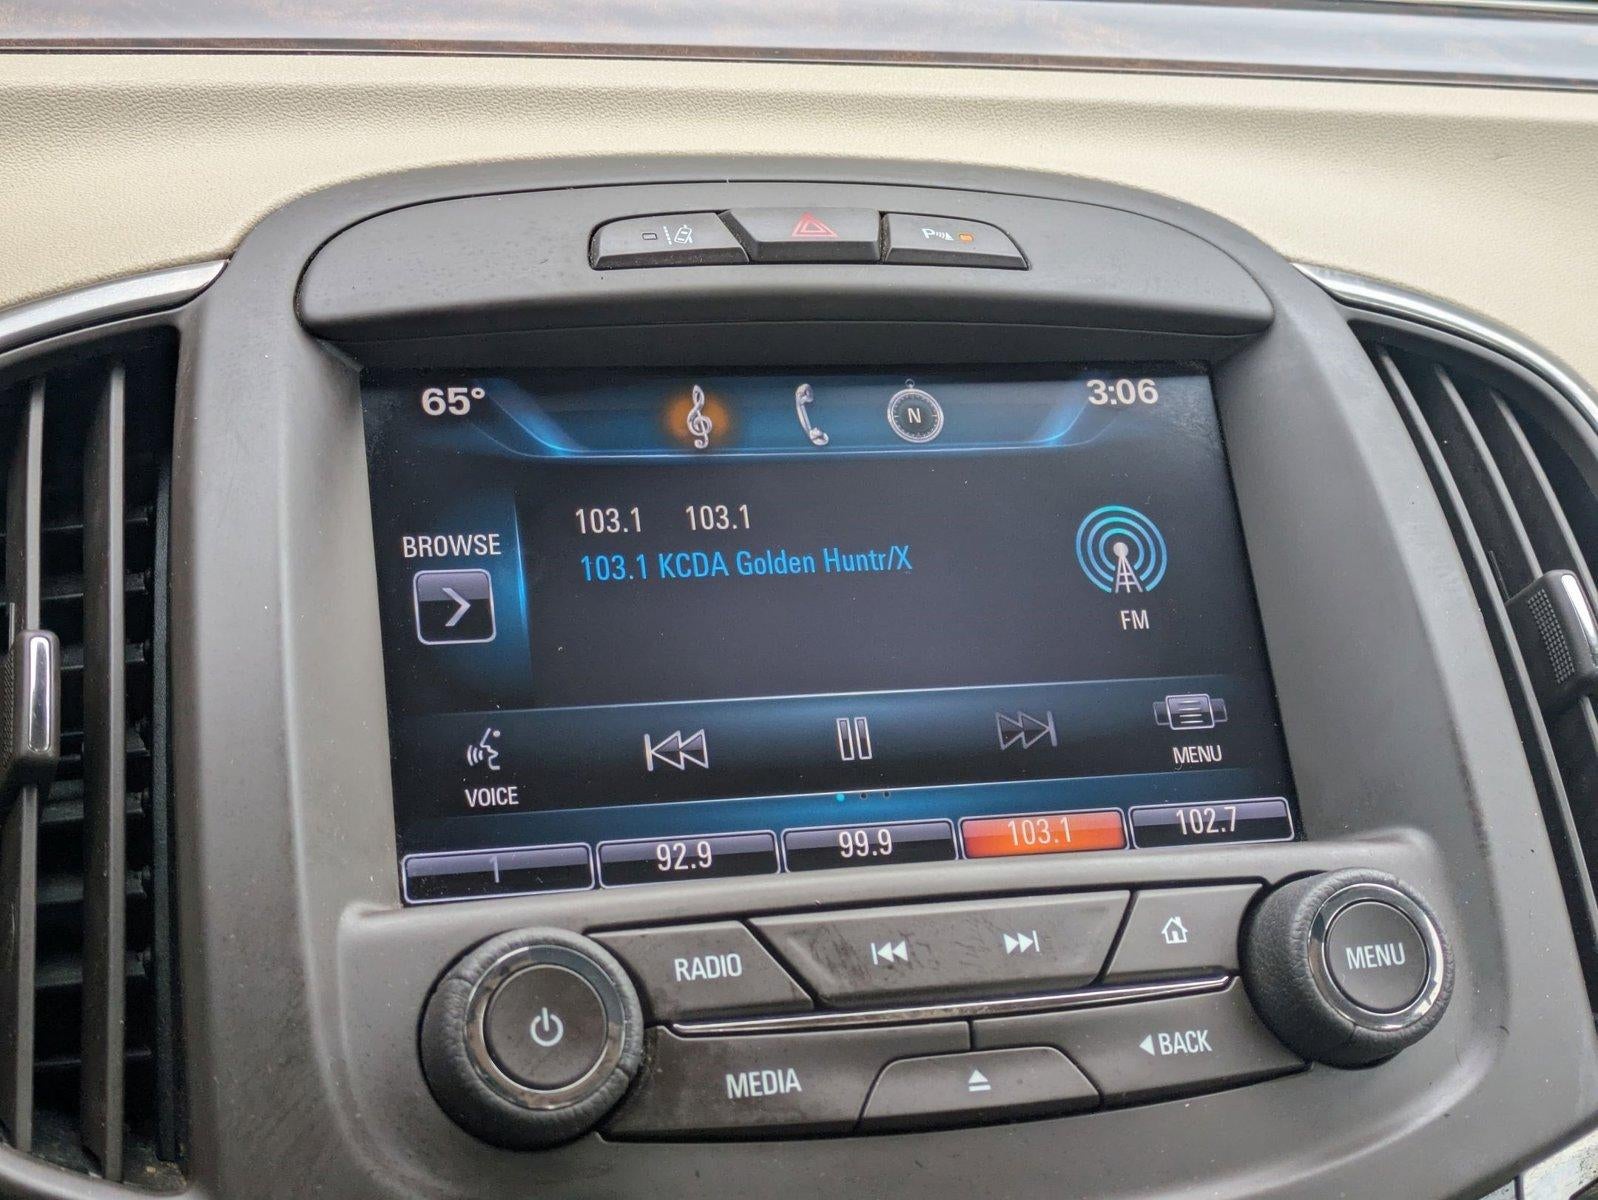 P
65°
N
3:06
103.1 103.1
103.1 KCDA Golden Huntr/X
BROWSE
FM
VOICE
MENU
1
92.9
99.9
103.1
102.7
RADIO
MENU
MEDIA
BACK